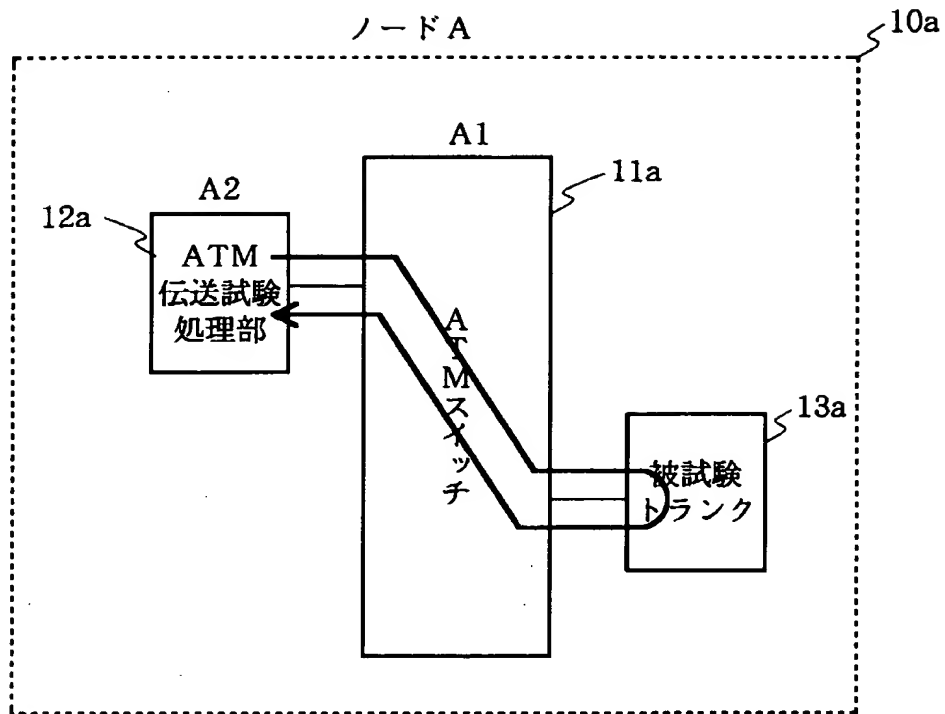 ノードA
10a
A1
11a
A2
12a
ATM
伝送試験
処理部
ATMスイッチ
13a
被試験
トランク